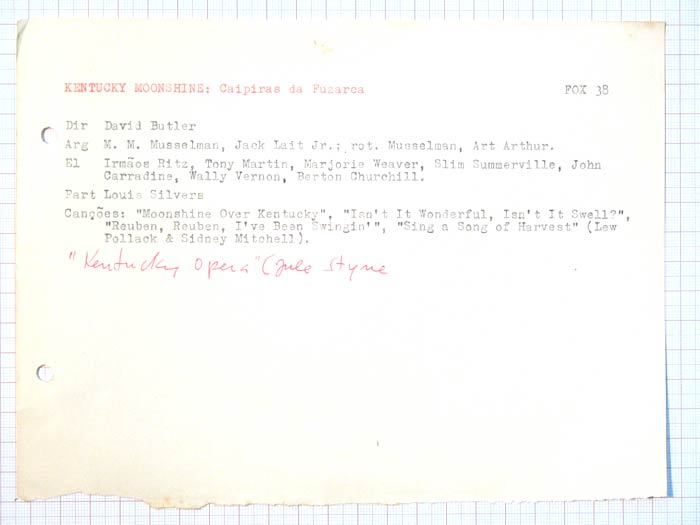 KENTUCKY MOONSHINE: Caipiras da Fuzarca FOX 38
Dir David Butler
Arg M. M. Musselman, Jack Lait Jr.; rot. Musselman, Art Arthur.
El Irmãos Ritz, Tony Martin, Marjorie Weaver, Slim Summerville, John
Carradine, Wally Vernon, Berton Churchill.
Part Louis Silvers
Canções: "Moonshine Over Kentucky", "Isn't It Wonderful, Isn't It Swell?",
"Reuben, Reuben, I've Been Swingin'", "Sing a Song of Harvest" (Lew
Pollack & Sidney Mitchell).
"Kentucky Opera" (Jule Styne